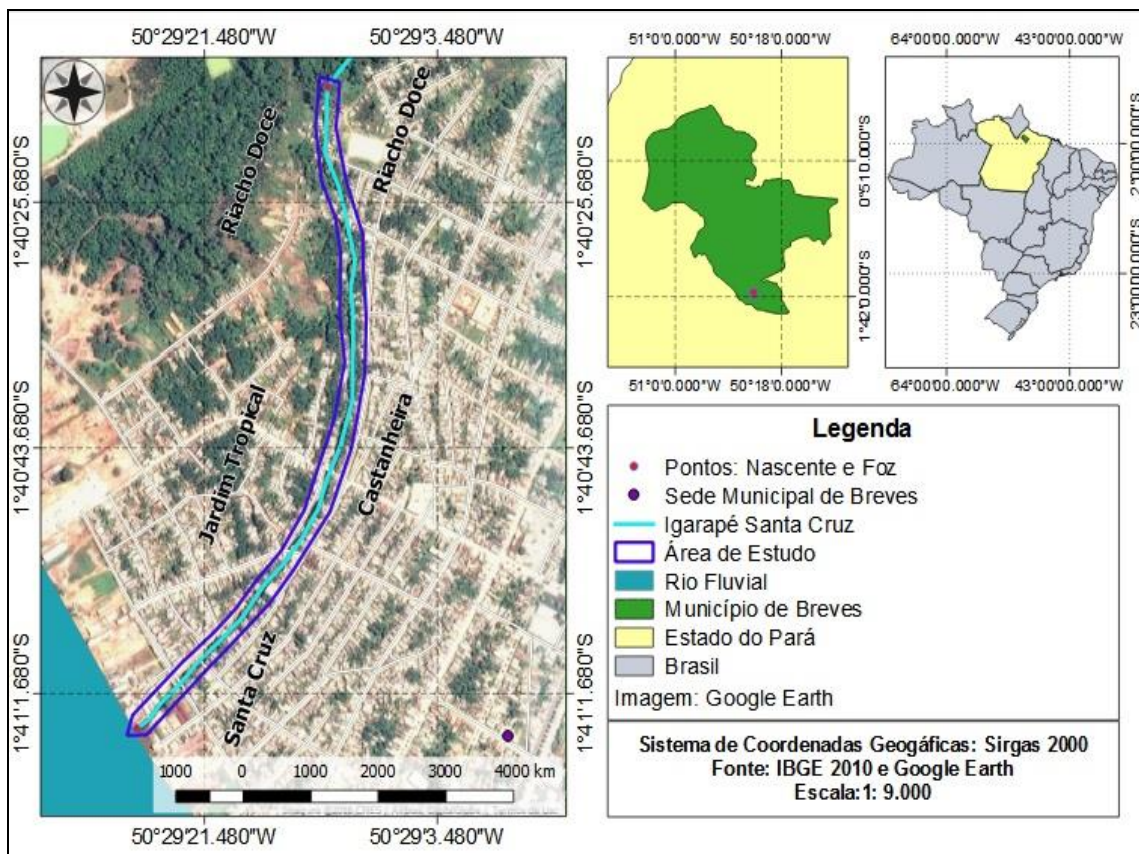 50°29'21.480"W
50°29'3.480"W
1°40'25.680"S
1°40'43.680"S
1°41'1.680"S
Riacho Doce
Riacho Doce
Jardim Tropical
Castanheira
Santa Cruz
1000 0 1000 2000 3000 4000 km
1°40'25.680"S
1°40'43.680"S
1°41'1.680"S
50°29'21.480"W
50°29'3.480"W
51°0'0.000"W
50°18'0.000"W
0°51'0.000"S
1°42'0.000"S
51°0'0.000"W
50°18'0.000"W
64°00'00.000"W
43°00'00.000"W
2°00'00.000"S
23°00'00.000"S
64°00'00.000"W
43°00'00.000"W
Legenda
Pontos: Nascente e Foz
Sede Municipal de Breves
Igarapé Santa Cruz
Área de Estudo
Rio Fluvial
Município de Breves
Estado do Pará
Brasil
Imagem: Google Earth
Sistema de Coordenadas Geogáficas: Sirgas 2000
Fonte: IBGE 2010 e Google Earth
Escala:1: 9.000